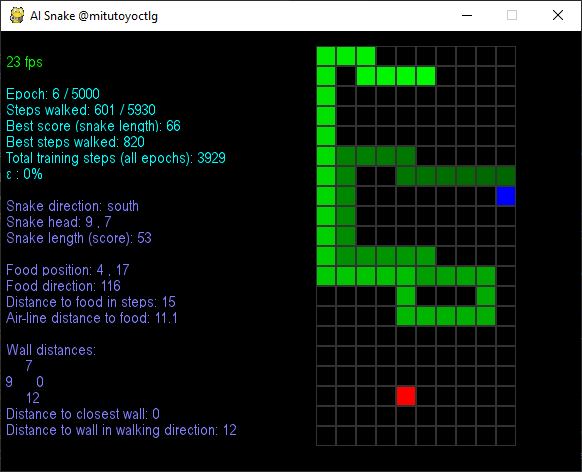 AI Snake @mitutoyoctlg
23 fps
Epoch: 6 / 5000
Steps walked: 601 / 5930
Best score (snake length): 66
Best steps walked: 820
Total training steps (all epochs): 3929
ε : 0%
Snake direction: south
Snake head: 9 , 7
Snake length (score): 53
Food position: 4 , 17
Food direction: 116
Distance to food in steps: 15
Air-line distance to food: 11.1
Wall distances:
7
9 0
12
Distance to closest wall: 0
Distance to wall in walking direction: 12